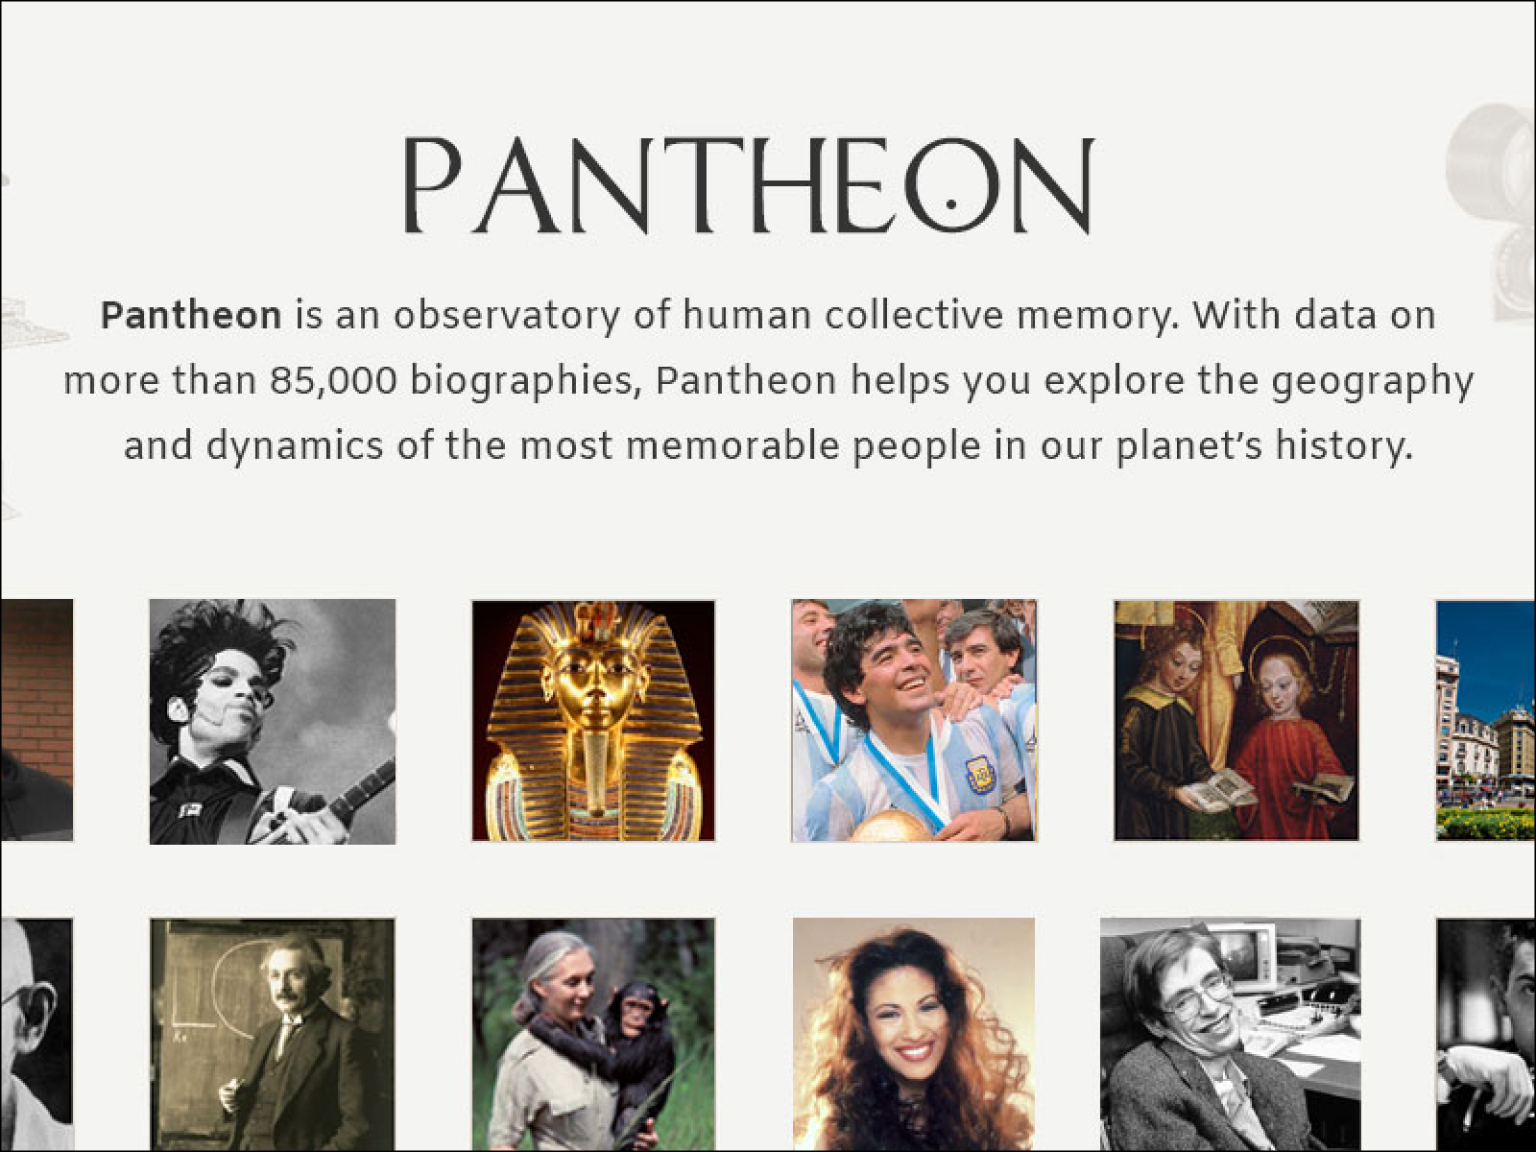 PANTHEON
Pantheon is an observatory of human collective memory. With data on
more than 85,000 biographies, Pantheon helps you explore the geography
and dynamics of the most memorable people in our planet’s history.